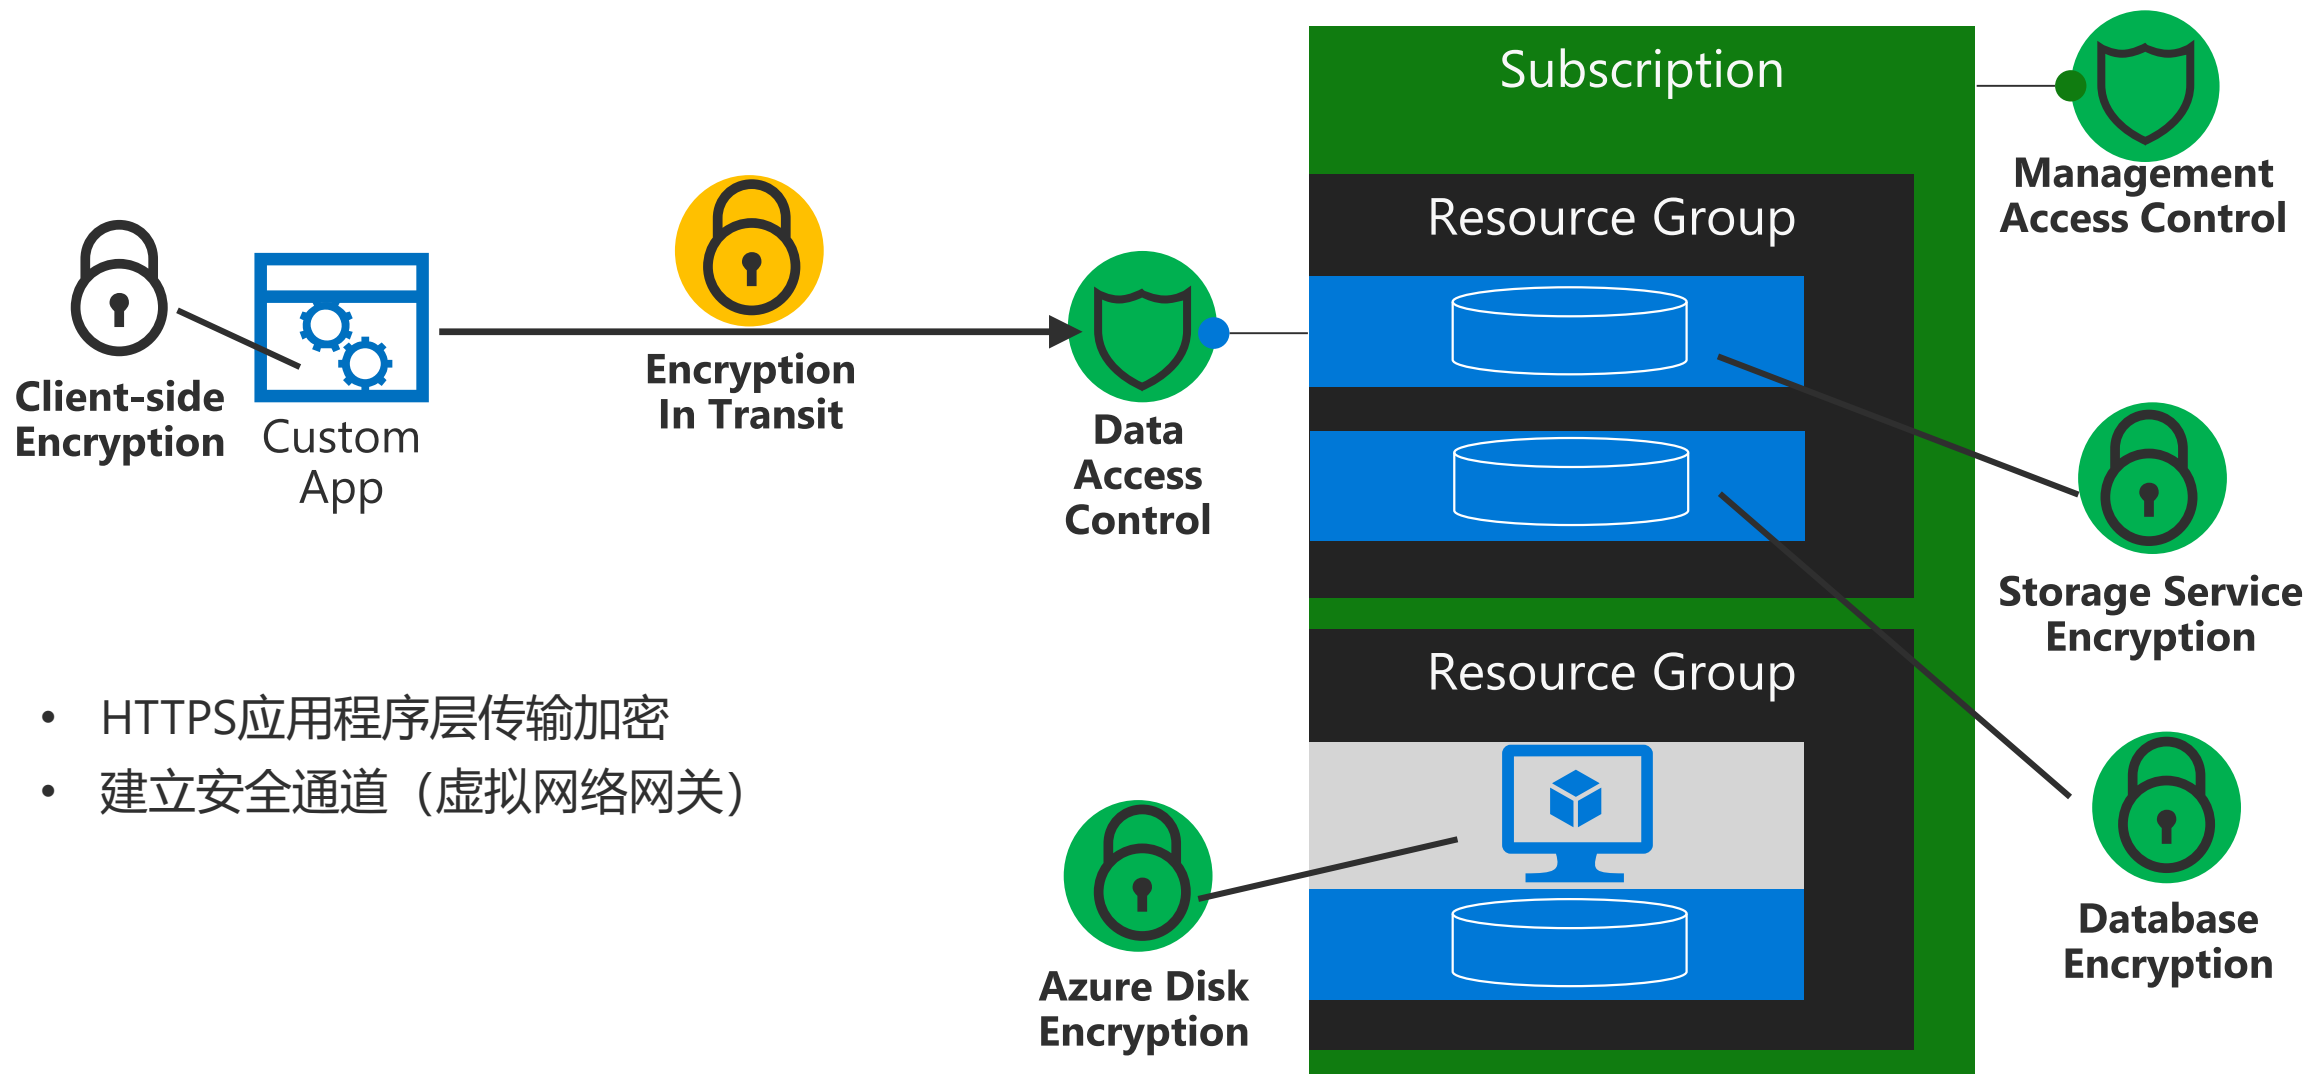 Subscription
Management
Access Control
Resource Group
Client-side
Encryption
Custom
App
Encryption
In Transit
Data
Access
Control
Storage Service
Encryption
Resource Group
• HTTPS应用程序层传输加密
• 建立安全通道（虚拟网络网关）
Azure Disk
Encryption
Database
Encryption